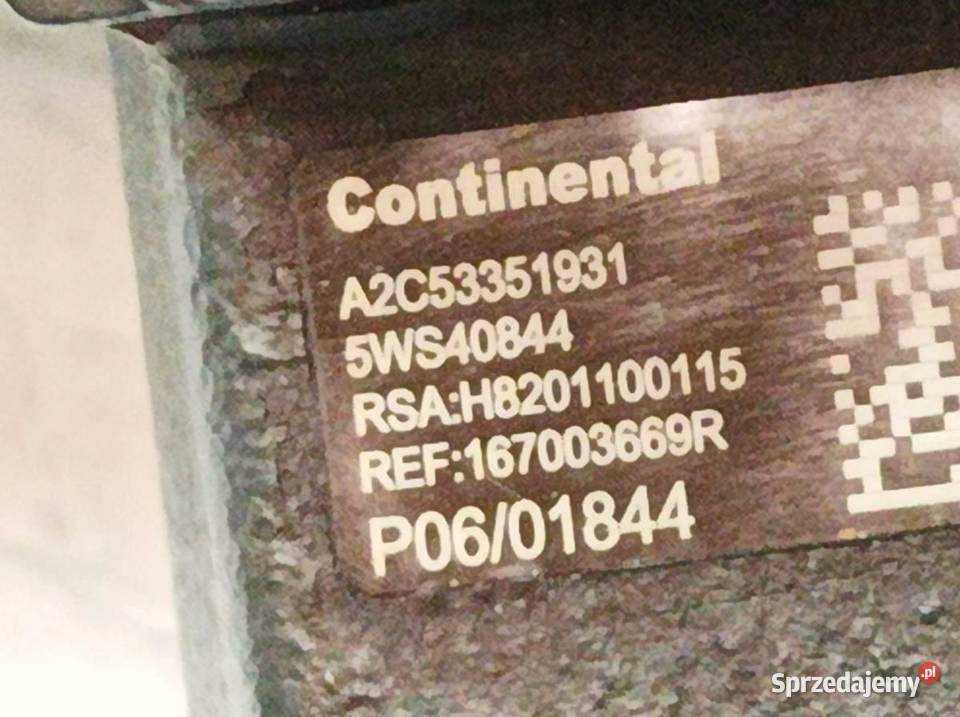 Continental
A2C53351931
5WS40844
RSA:H8201100115
REF:167003669R
P06/01844
Sprzedajemy.pl